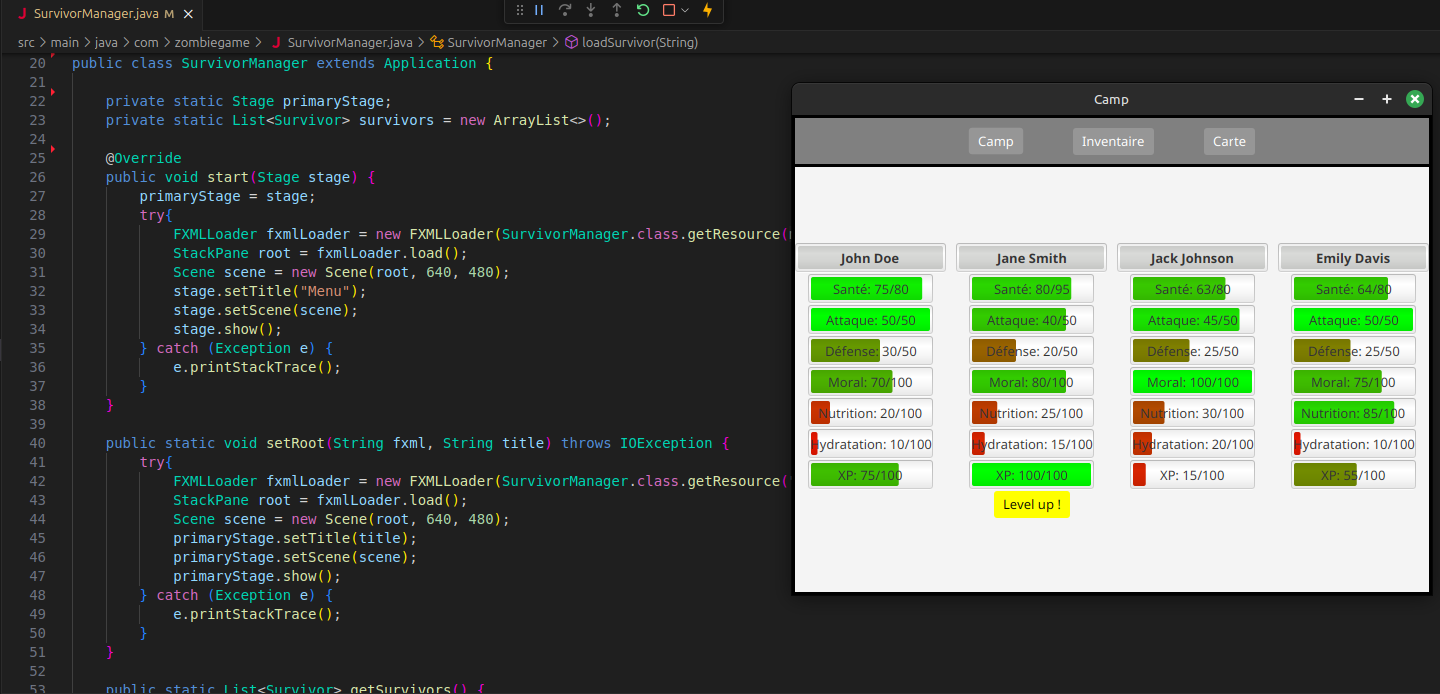 SurvivorManager.java M
src > main > java > com > zombiegame > SurvivorManager.java > SurvivorManager > loadSurvivor(String)
20 public class SurvivorManager extends Application {
21
22 private static Stage primaryStage;
23 private static List<Survivor> survivors = new ArrayList<>();
24
25 @Override
26 public void start(Stage stage) {
27 primaryStage = stage;
28 try{
29 FXMLLoader fxmlLoader = new FXMLLoader(SurvivorManager.class.getResource(
30 StackPane root = fxmlLoader.load();
31 Scene scene = new Scene(root, 640, 480);
32 stage.setTitle("Menu");
33 stage.setScene(scene);
34 stage.show();
35 } catch (Exception e) {
36 e.printStackTrace();
37 }
38 }
39
40 public static void setRoot(String fxml, String title) throws IOException {
41 try{
42 FXMLLoader fxmlLoader = new FXMLLoader(SurvivorManager.class.getResource(
43 StackPane root = fxmlLoader.load();
44 Scene scene = new Scene(root, 640, 480);
45 primaryStage.setTitle(title);
46 primaryStage.setScene(scene);
47 primaryStage.show();
48 } catch (Exception e) {
49 e.printStackTrace();
50 }
51 }
52
53 public static List<Survivor> getSurvivors() {
Camp
Camp Inventaire Carte
John Doe Jane Smith Jack Johnson Emily Davis
Santé: 75/80 Santé: 80/95 Santé: 63/80 Santé: 64/80
Attaque: 50/50 Attaque: 40/50 Attaque: 45/50 Attaque: 50/50
Défense: 30/50 Défense: 20/50 Défense: 25/50 Défense: 25/50
Moral: 70/100 Moral: 80/100 Moral: 100/100 Moral: 75/100
Nutrition: 20/100 Nutrition: 25/100 Nutrition: 30/100 Nutrition: 85/100
Hydratation: 10/100 Hydratation: 15/100 Hydratation: 20/100 Hydratation: 10/100
XP: 75/100 XP: 100/100 XP: 15/100 XP: 55/100
Level up !